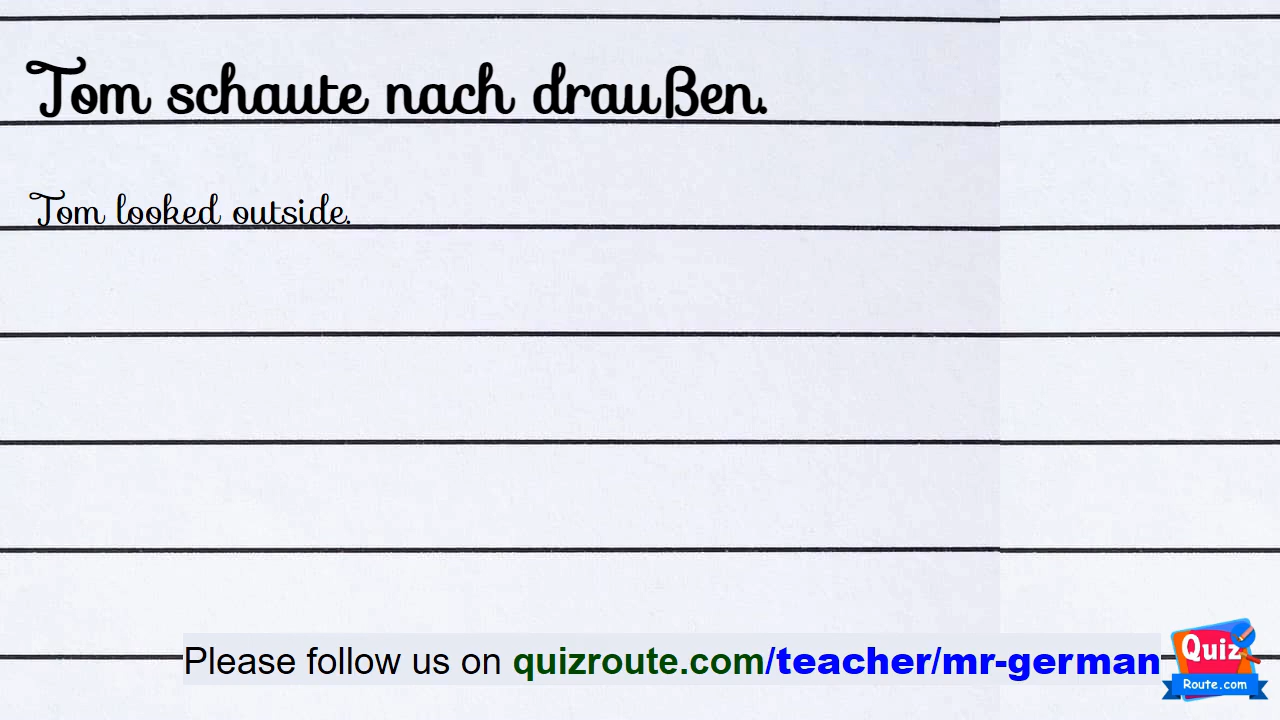 Tom schaute nach draußen.
Tom looked outside.
Please follow us on quizroute.com/teacher/mr-german
Quiz
Route.com